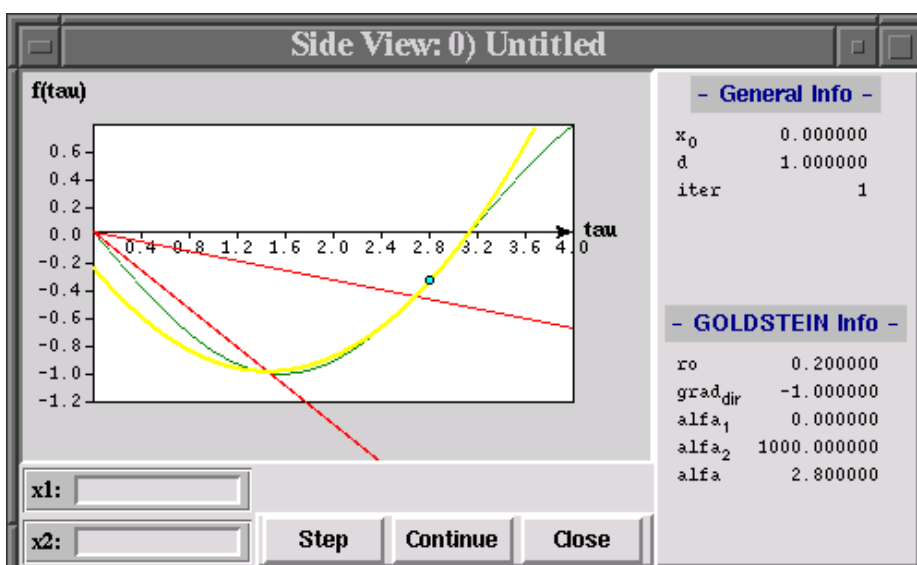 Side View: 0) Untitled
f(tau)
0.6
0.4
0.2
0.0
-0.2
-0.4
-0.6
-0.8
-1.0
-1.2
0.4 0.8 1.2 1.6 2.0 2.4 2.8 3.2 3.6 4.0
tau
x1:
x2:
Step Continue Close
- General Info -
x0 0.000000
d 1.000000
iter 1
- GOLDSTEIN Info -
ro 0.200000
grad dir -1.000000
alfa1 0.000000
alfa2 1000.000000
alfa 2.800000